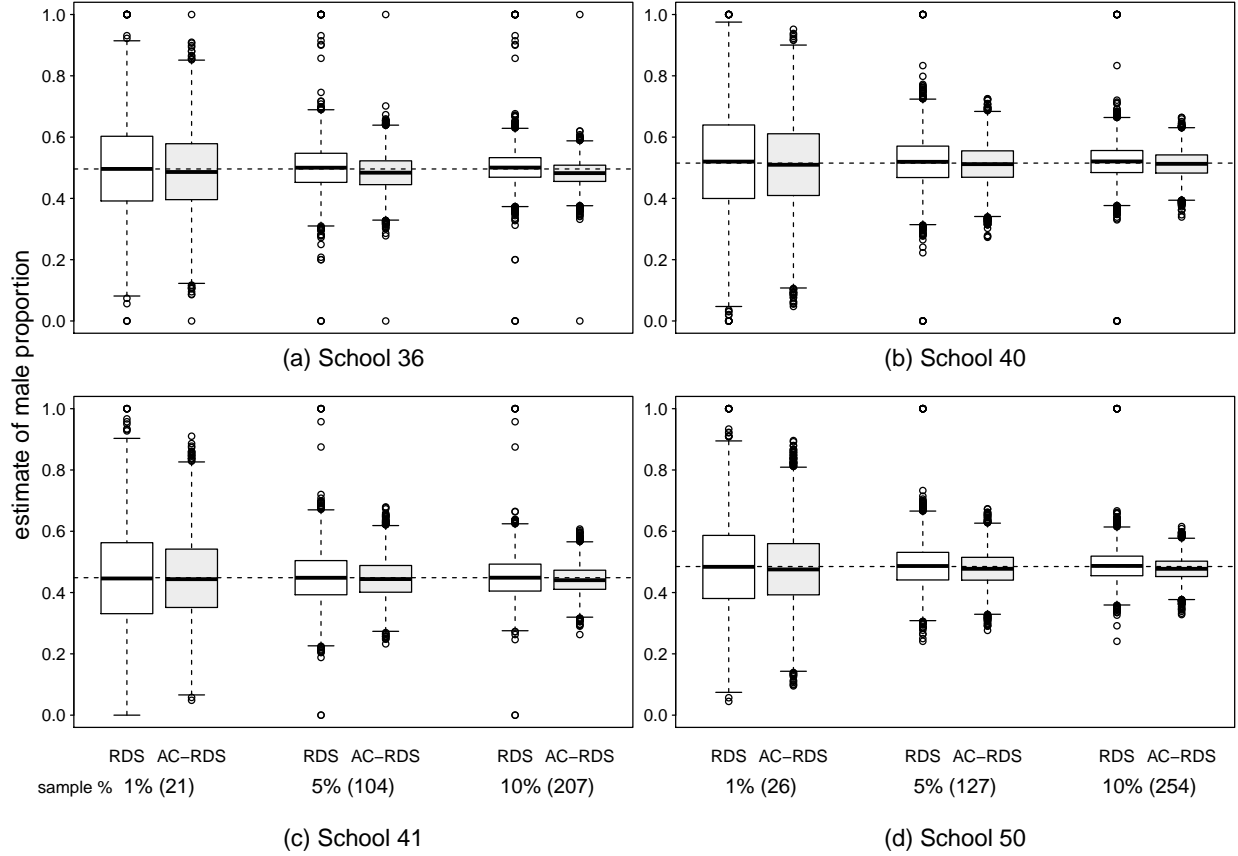 estimate of male proportion
1.0
0.8
0.6
0.4
0.2
0.0
(a) School 36
1.0
0.8
0.6
0.4
0.2
0.0
(b) School 40
1.0
0.8
0.6
0.4
0.2
0.0
RDS AC−RDS RDS AC−RDS RDS AC−RDS
sample % 1% (21) 5% (104) 10% (207)
(c) School 41
1.0
0.8
0.6
0.4
0.2
0.0
RDS AC−RDS RDS AC−RDS RDS AC−RDS
1% (26) 5% (127) 10% (254)
(d) School 50